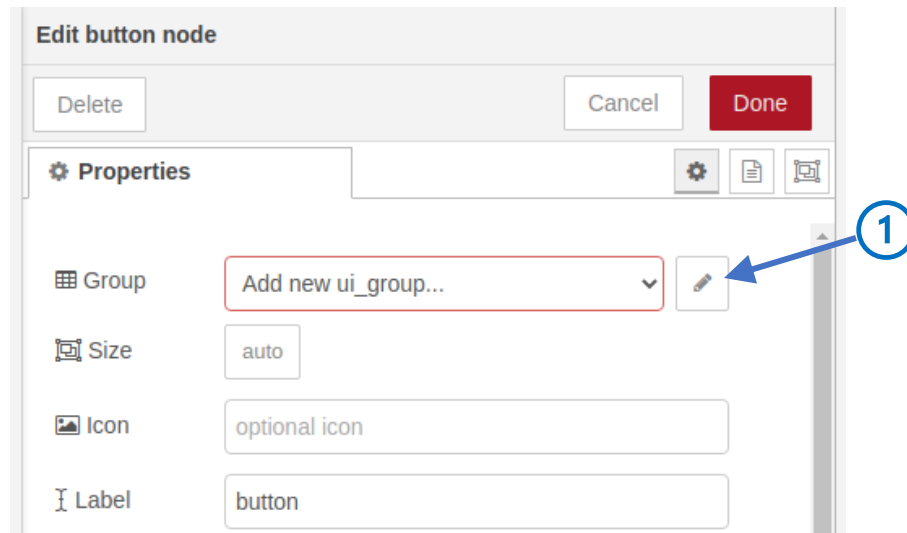 Edit button node
Delete Cancel Done
Properties
1
Group Add new ui_group...
Size auto
Icon optional icon
Label button